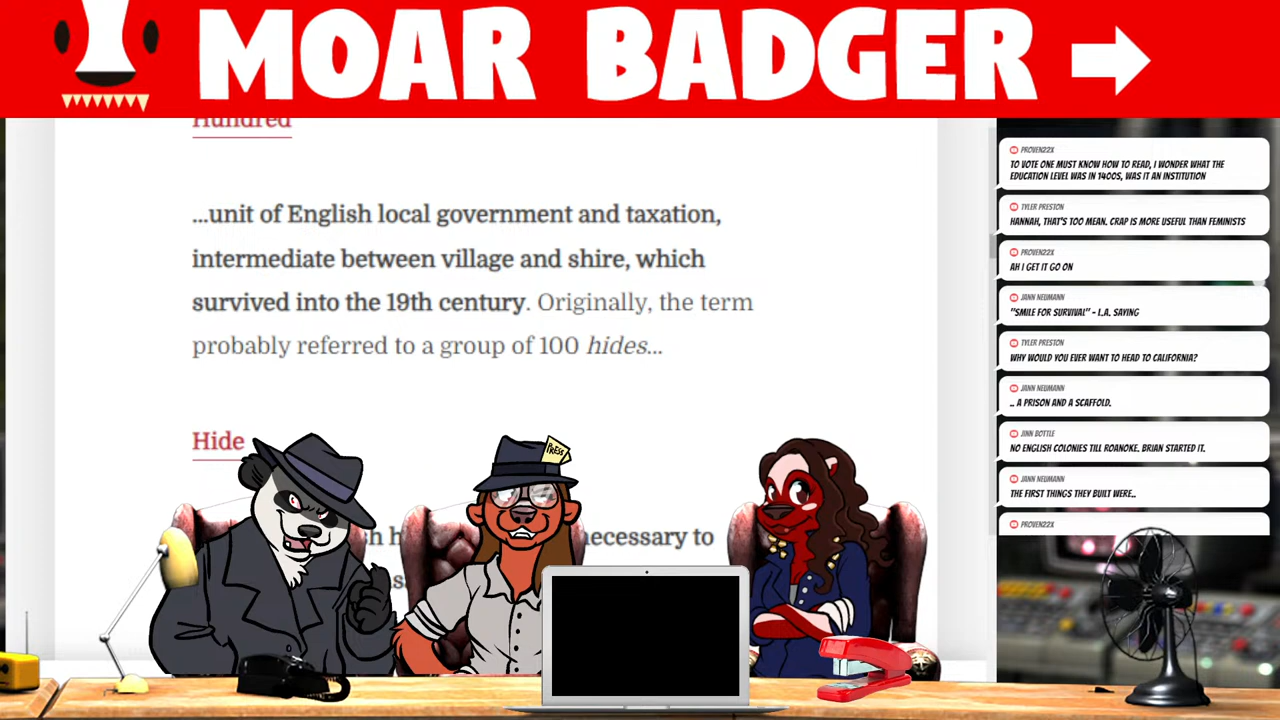 MOAR BADGER
Hundred
...unit of English local government and taxation,
intermediate between village and shire, which
survived into the 19th century. Originally, the term
probably referred to a group of 100 hides...
Hide
necessary to
PRESS
PROVEN22X
TO VOTE ONE MUST KNOW HOW TO READ, I WONDER WHAT THE
EDUCATION LEVEL WAS IN 1400S, WAS IT AN INSTITUTION
TYLER PRESTON
HANNAH, THAT'S TOO MEAN. CRAP IS MORE USEFUL THAN FEMINISTS
PROVEN22X
AH I GET IT GO ON
JANN NEUMANN
"SMILE FOR SURVIVAL" - L.A. SAYING
TYLER PRESTON
WHY WOULD YOU EVER WANT TO HEAD TO CALIFORNIA?
JANN NEUMANN
.. A PRISON AND A SCAFFOLD.
JINN BOTTLE
NO ENGLISH COLONIES TILL ROANOKE. BRIAN STARTED IT.
JANN NEUMANN
THE FIRST THINGS THEY BUILT WERE..
PROVEN22X